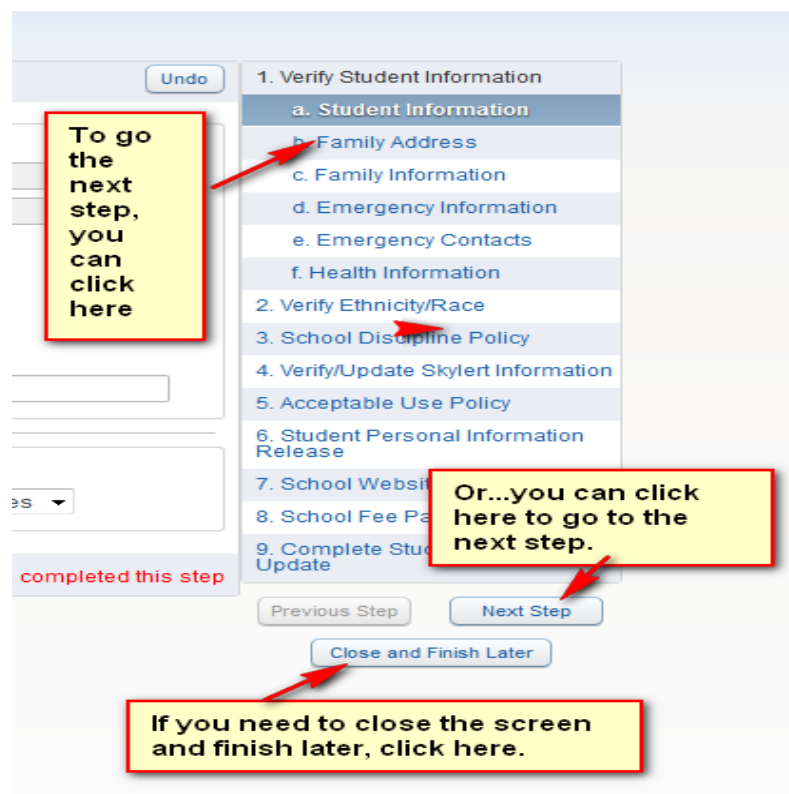 Undo
1. Verify Student Information
a. Student Information
To go
the
next
step,
you
can
click
here
b. Family Address
c. Family Information
d. Emergency Information
e. Emergency Contacts
f. Health Information
2. Verify Ethnicity/Race
3. School Discipline Policy
4. Verify/Update Skylert Information
5. Acceptable Use Policy
6. Student Personal Information
Release
7. School
8. School Fee
9. Complete
Update
Or...you can click
here to go to the
next step.
completed this step
Previous Step
Next Step
Close and Finish Later
If you need to close the screen
and finish later, click here.